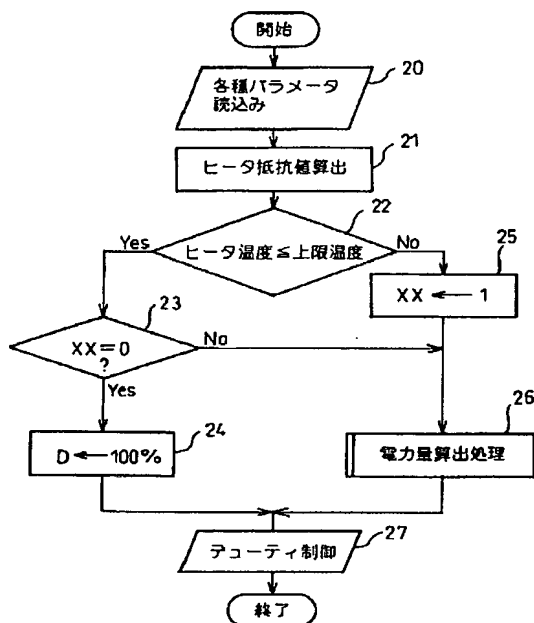 開始
各種パラメータ
読込み
20
ヒータ抵抗値算出
21
ヒータ温度≦上限温度
22
Yes
No
XX ← 1
25
XX=0
?
23
No
Yes
D ← 100%
24
電力量算出処理
26
デューティ制御
27
終了